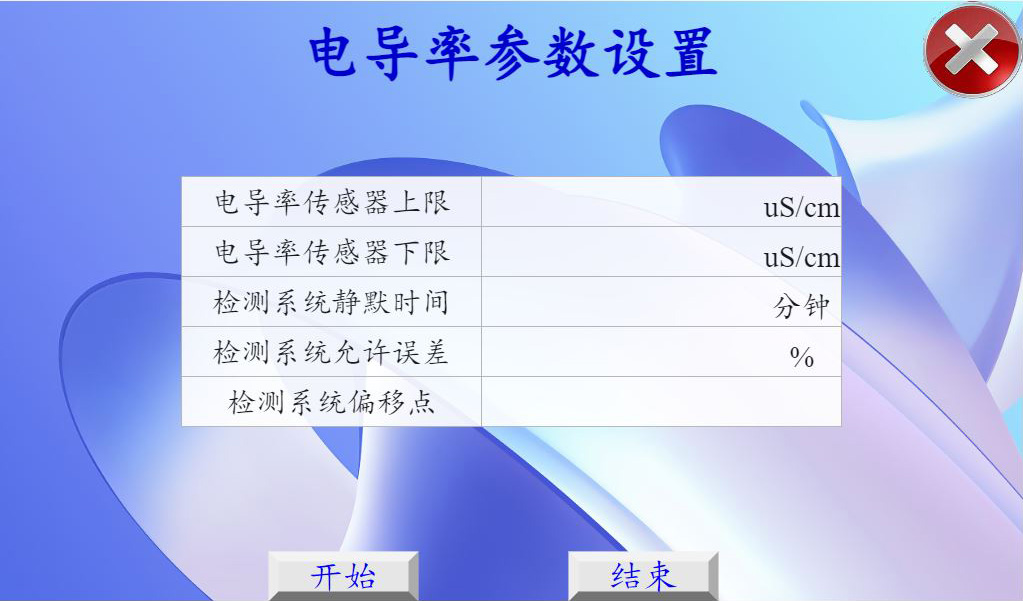 电导率参数设置
电导率传感器上限 uS/cm
电导率传感器下限 uS/cm
检测系统静默时间 分钟
检测系统允许误差 %
检测系统偏移点
开始 结束